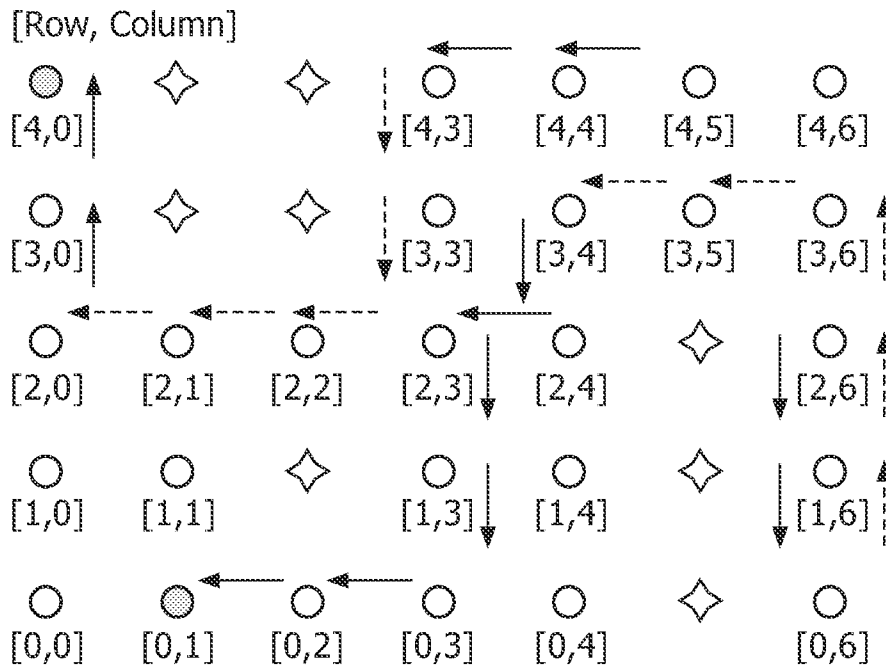 [Row, Column]
[4,0] [4,3] [4,4] [4,5] [4,6]
[3,0] [3,3] [3,4] [3,5] [3,6]
[2,0] [2,1] [2,2] [2,3] [2,4] [2,6]
[1,0] [1,1] [1,3] [1,4] [1,6]
[0,0] [0,1] [0,2] [0,3] [0,4] [0,6]